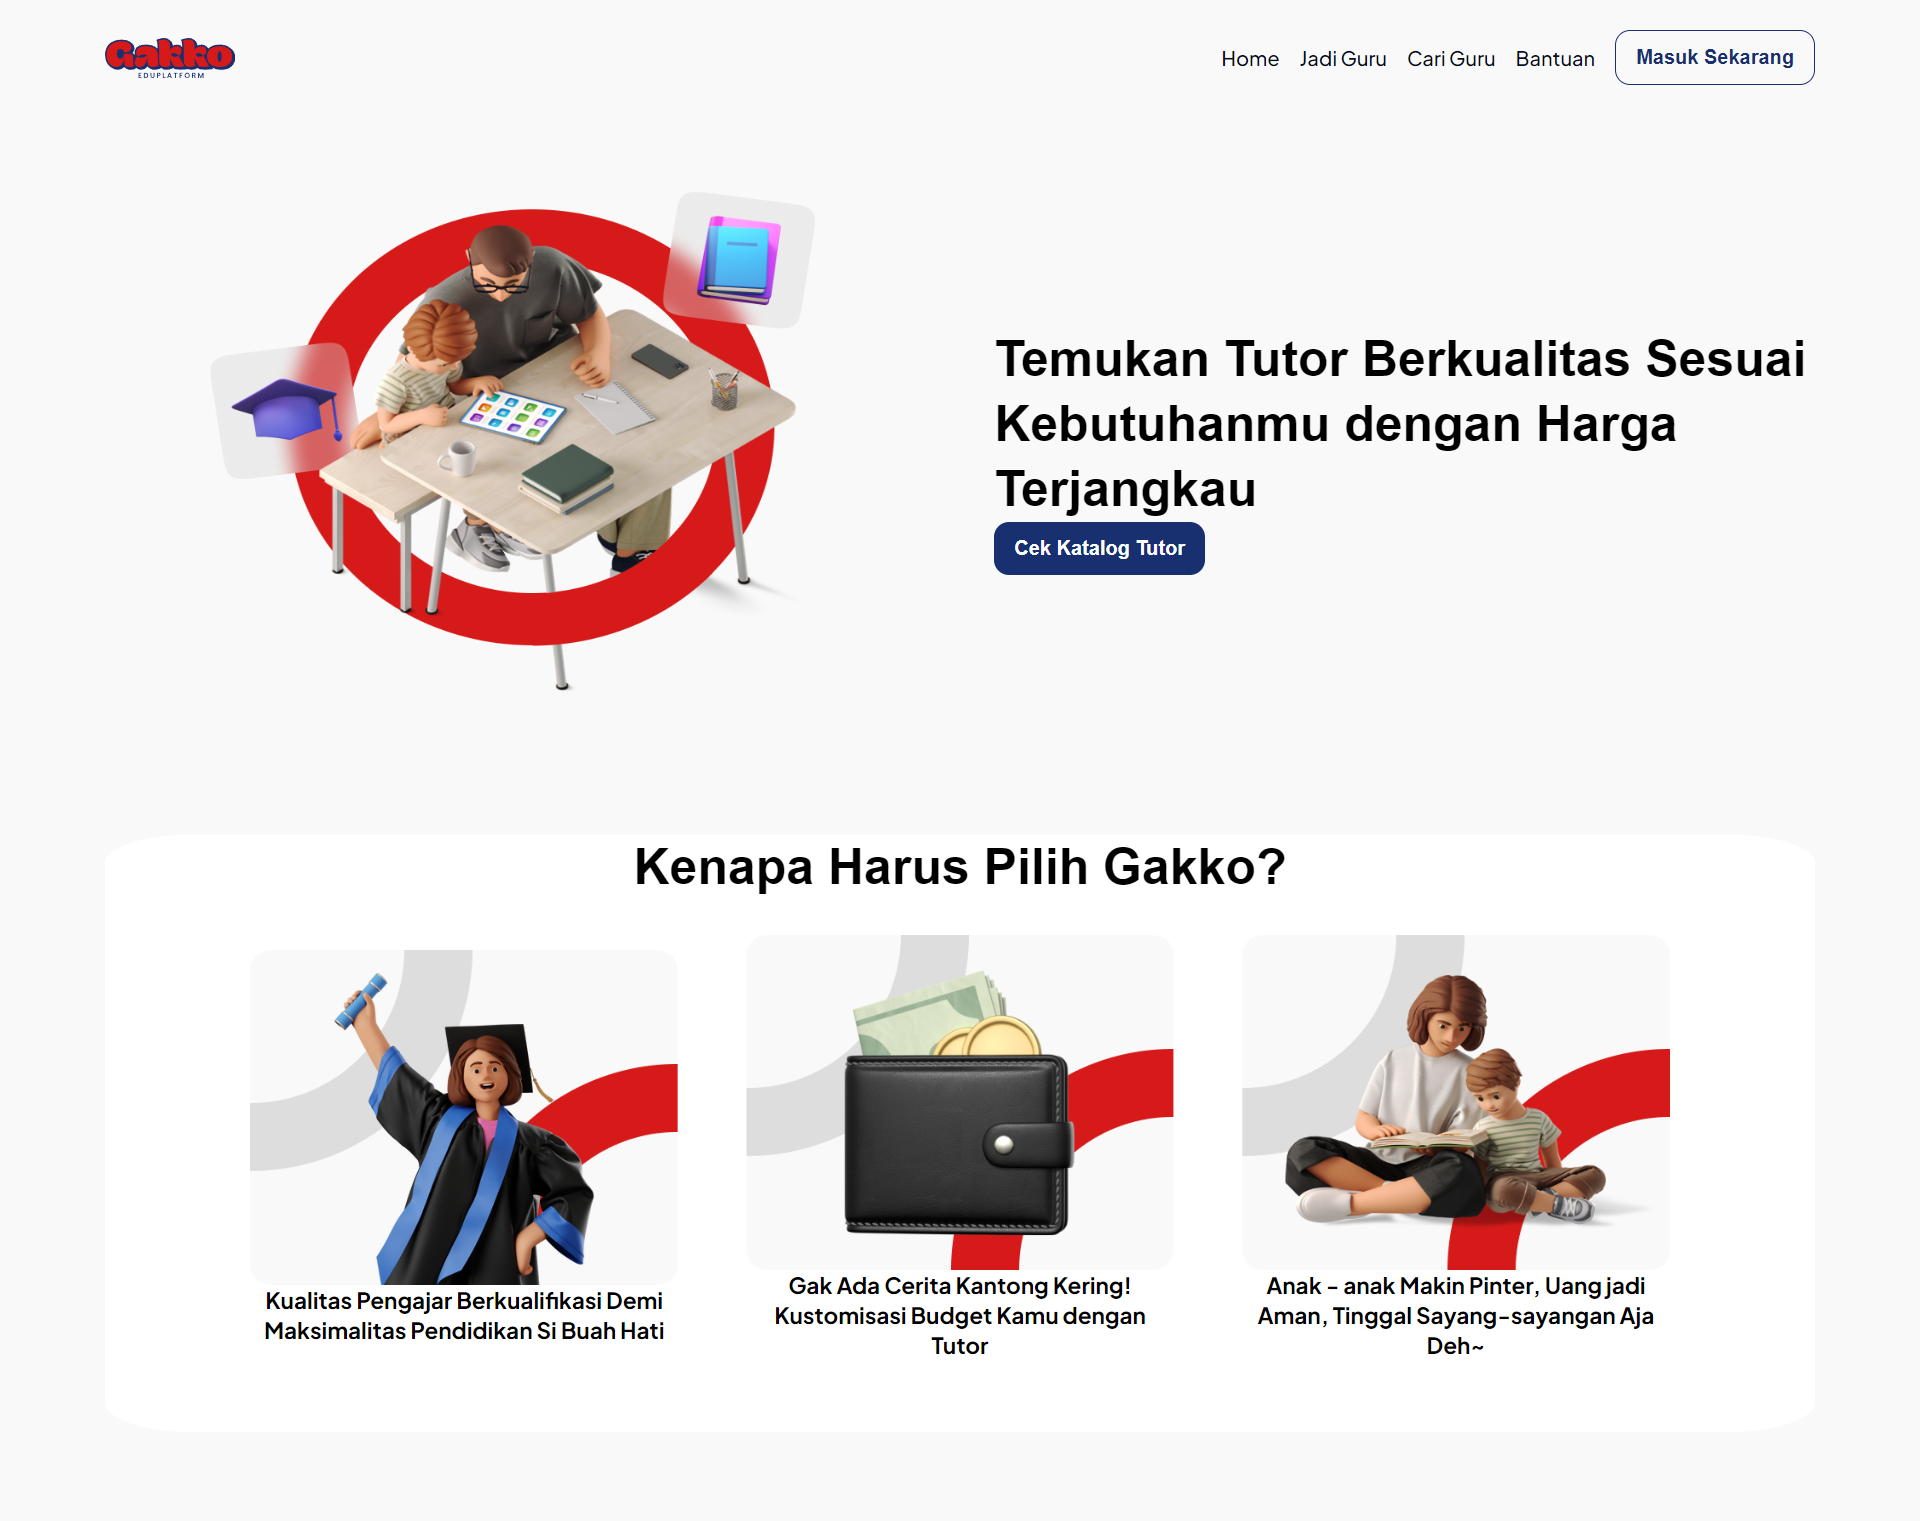 Gakko
EDUPLATFORM
Home
Jadi Guru
Cari Guru
Bantuan
Masuk Sekarang
Temukan Tutor Berkualitas Sesuai
Kebutuhanmu dengan Harga
Terjangkau
Cek Katalog Tutor
Kenapa Harus Pilih Gakko?
Kualitas Pengajar Berkualifikasi Demi
Maksimalitas Pendidikan Si Buah Hati
Gak Ada Cerita Kantong Kering!
Kustomisasi Budget Kamu dengan
Tutor
Anak - anak Makin Pinter, Uang jadi
Aman, Tinggal Sayang-sayangan Aja
Deh~